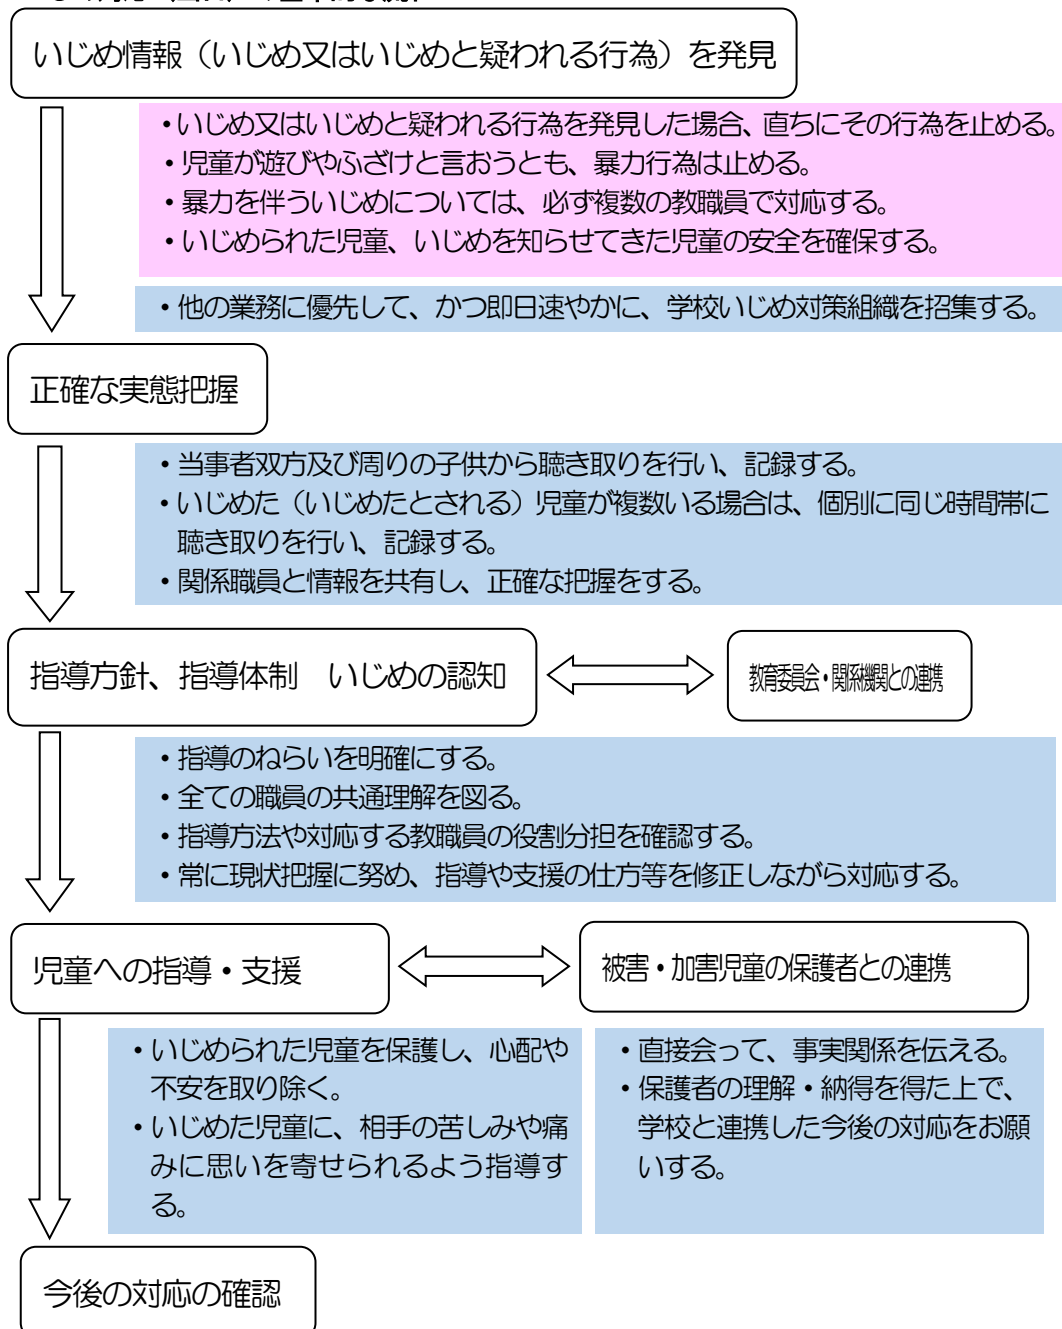 いじめ情報（いじめ又はいじめと疑われる行為）を発見
・いじめ又はいじめと疑われる行為を発見した場合、直ちにその行為を止める。
・児童が遊びやふざけと言おうとも、暴力行為は止める。
・暴力を伴ういじめについては、必ず複数の教職員で対応する。
・いじめられた児童、いじめを知らせてきた児童の安全を確保する。
・他の業務に優先して、かつ即日速やかに、学校いじめ対策組織を招集する。
正確な実態把握
・当事者双方及び周りの子供から聴き取りを行い、記録する。
・いじめた（いじめたとされる）児童が複数いる場合は、個別に同じ時間帯に
聴き取りを行い、記録する。
・関係職員と情報を共有し、正確な把握をする。
指導方針、指導体制　いじめの認知
教育委員会・関係機関との連携
・指導のねらいを明確にする。
・全ての職員の共通理解を図る。
・指導方法や対応する教職員の役割分担を確認する。
・常に現状把握に努め、指導や支援の仕方等を修正しながら対応する。
児童への指導・支援
被害・加害児童の保護者との連携
・いじめられた児童を保護し、心配や
不安を取り除く。
・いじめた児童に、相手の苦しみや痛
みに思いを寄せられるよう指導す
る。
・直接会って、事実関係を伝える。
・保護者の理解・納得を得た上で、
学校と連携した今後の対応をお願
いする。
今後の対応の確認